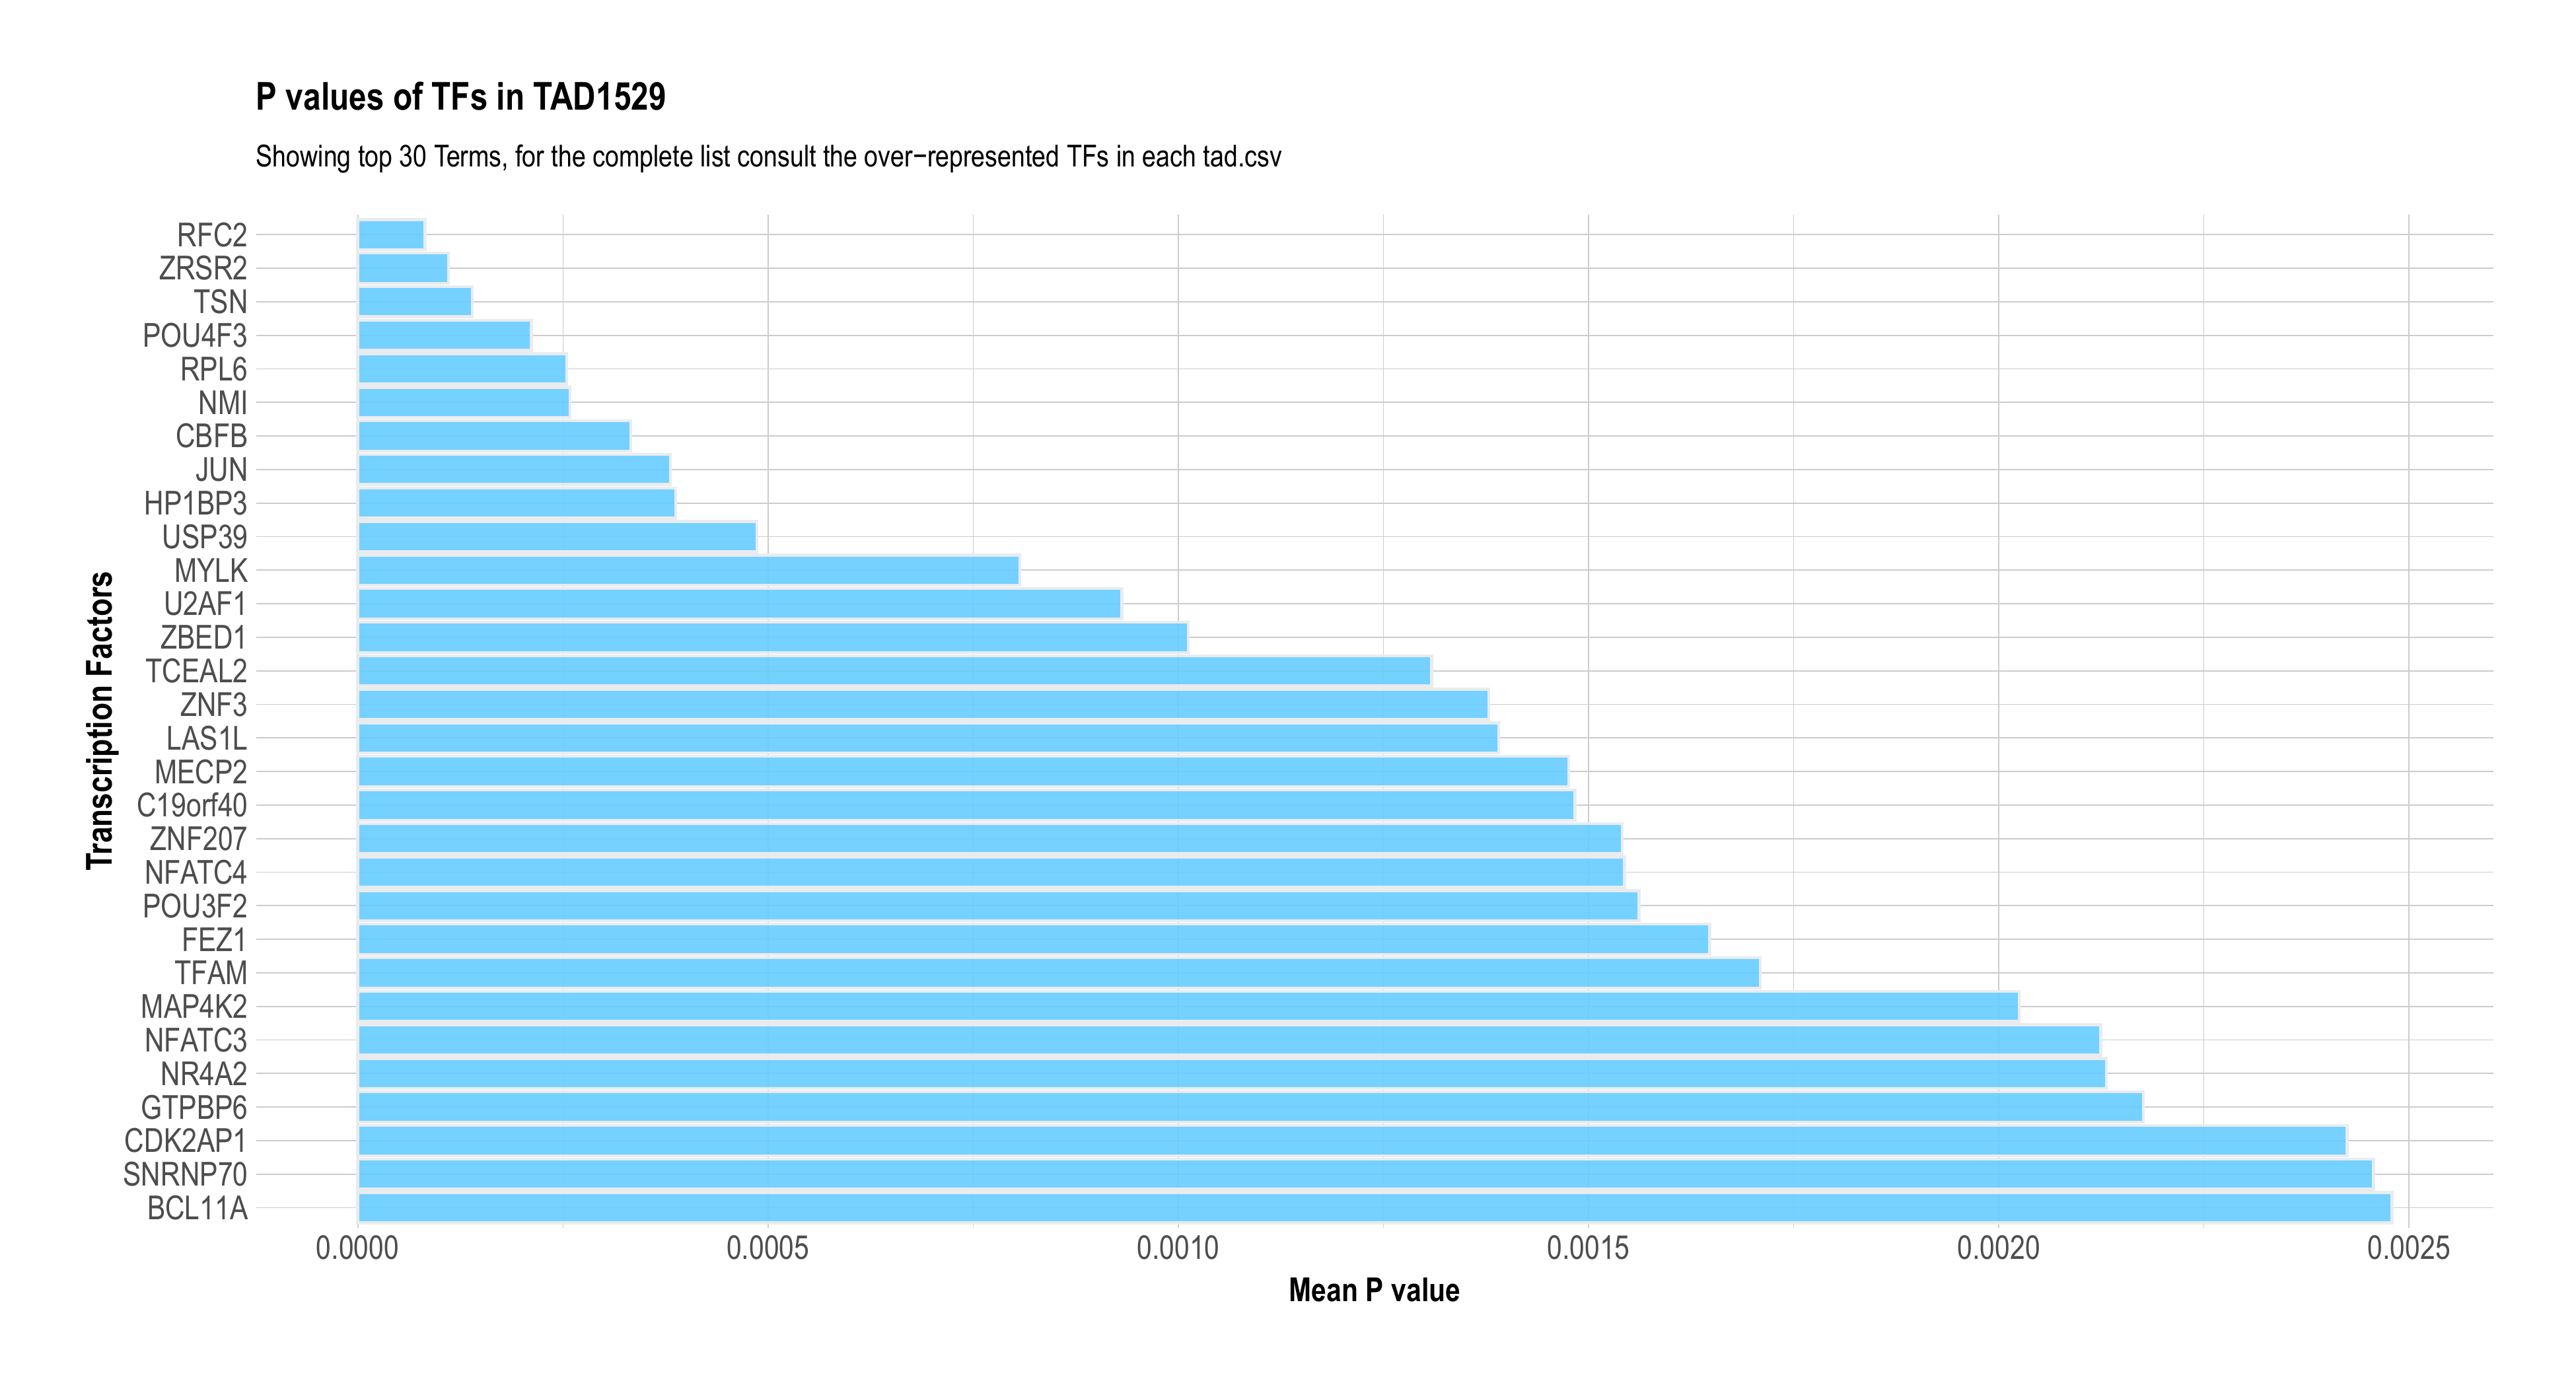 P values of TFs in TAD1529
Showing top 30 Terms, for the complete list consult the over−represented TFs in each tad.csv
Transcription Factors
RFC2
ZRSR2
TSN
POU4F3
RPL6
NMI
CBFB
JUN
HP1BP3
USP39
MYLK
U2AF1
ZBED1
TCEAL2
ZNF3
LAS1L
MECP2
C19orf40
ZNF207
NFATC4
POU3F2
FEZ1
TFAM
MAP4K2
NFATC3
NR4A2
GTPBP6
CDK2AP1
SNRNP70
BCL11A
0.0000 0.0005 0.0010 0.0015 0.0020 0.0025
Mean P value